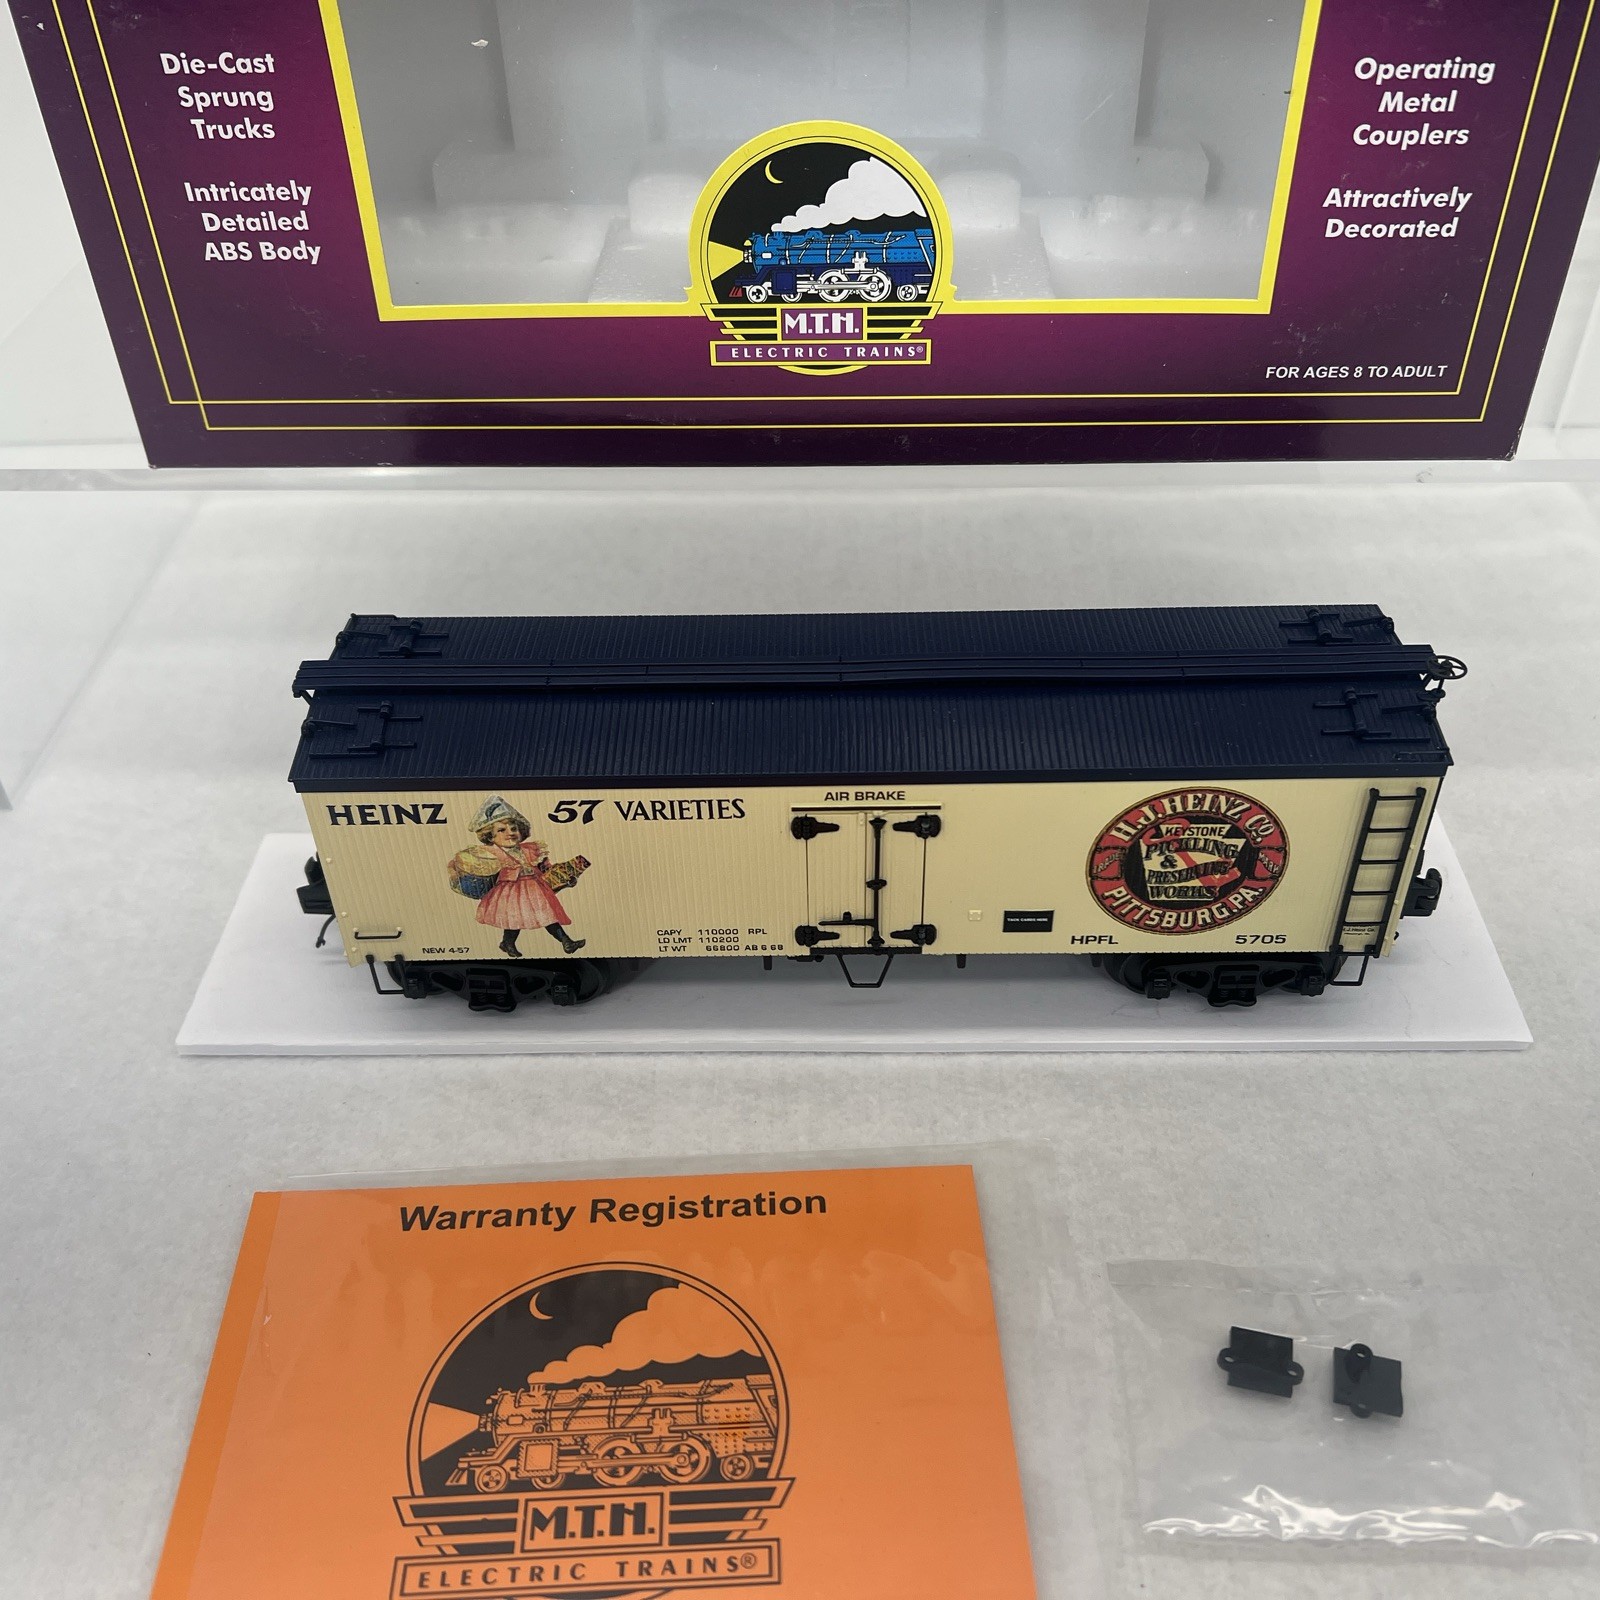 Die-Cast
Sprung
Trucks
Intricately
Detailed
ABS Body
Operating
Metal
Couplers
Attractively
Decorated
M.T.H.
ELECTRIC TRAINS®
FOR AGES 8 TO ADULT
HEINZ 57 VARIETIES
AIR BRAKE
H.J. HEINZ CO.
KEYSTONE
PICKLING
&
PRESERVING
WORKS
PITTSBURG, PA.
NEW 4-57
CAPY 110000 RPL
LD LMT 110200
LT WT 66800 AB 6 68
HPFL 5705
Warranty Registration
M.T.H.
ELECTRIC TRAINS®